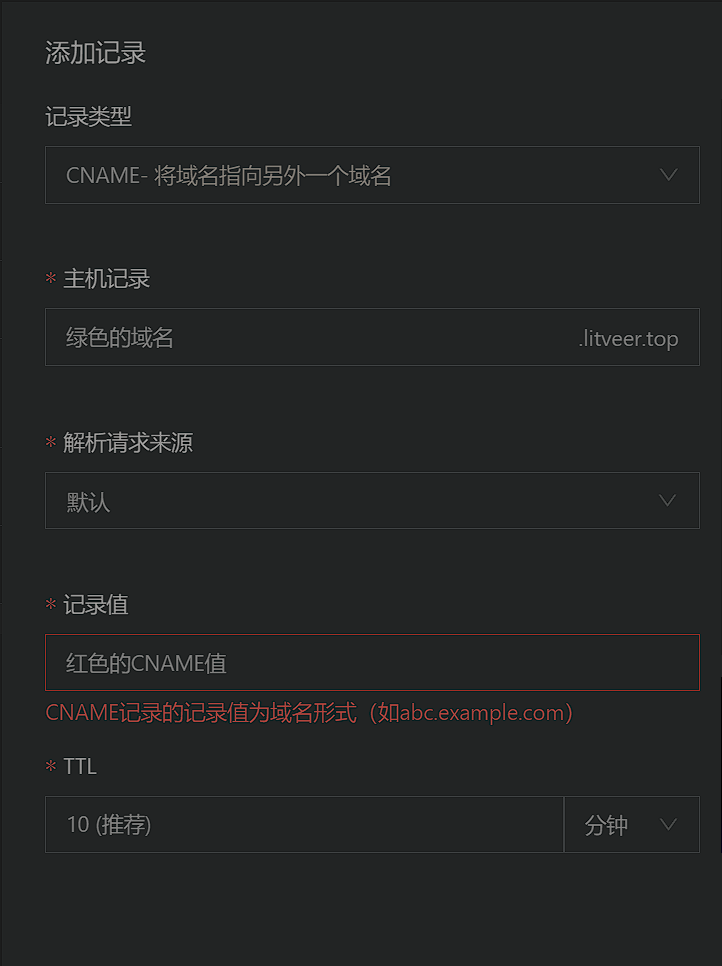 添加记录
记录类型
CNAME- 将域名指向另外一个域名
* 主机记录
绿色的域名 .litveer.top
* 解析请求来源
默认
* 记录值
红色的CNAME值
CNAME记录的记录值为域名形式（如abc.example.com）
* TTL
10 (推荐) 分钟